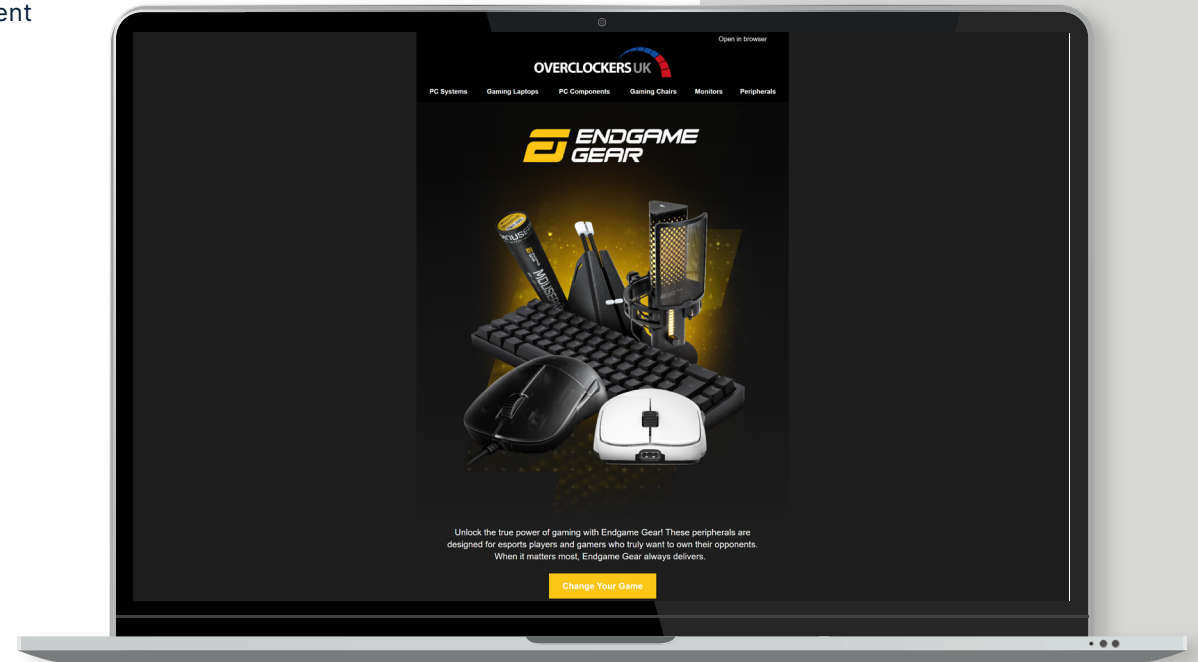 ent
Open in browser
OVERCLOCKERS UK
PC Systems Gaming Laptops PC Components Gaming Chairs Monitors Peripherals
ENDGAME
GEAR
MOUSEPAD
Unlock the true power of gaming with Endgame Gear! These peripherals are
designed for esports players and gamers who truly want to own their opponents.
When it matters most, Endgame Gear always delivers.
Change Your Game